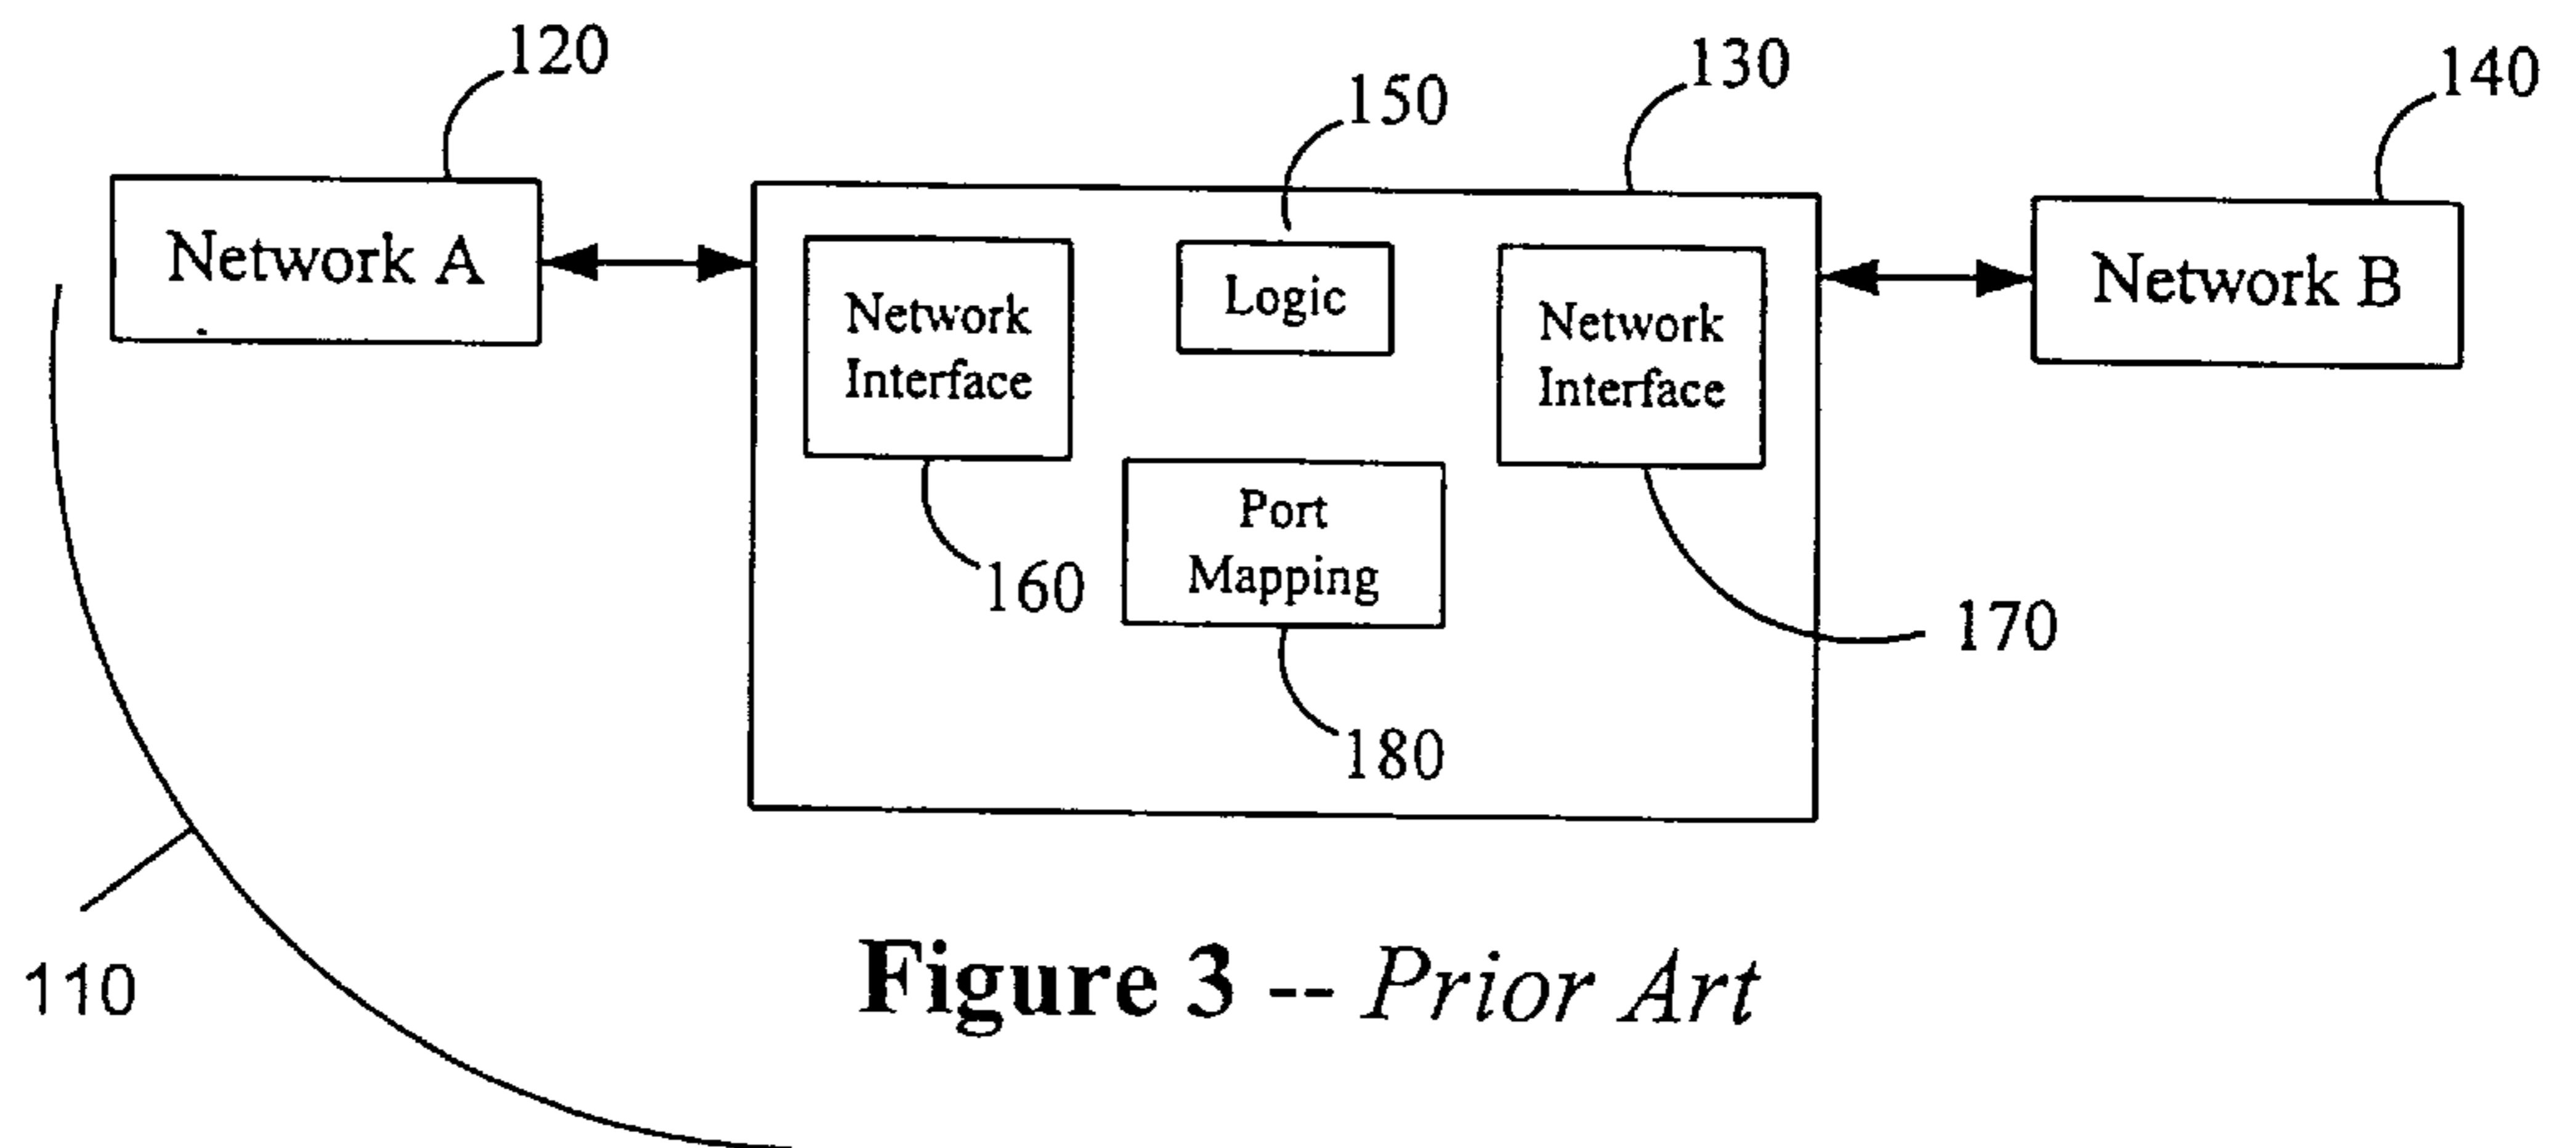 120
130
140
150
Network A
Network Interface
Logic
Network Interface
Network B
Port
Mapping
160
170
180
110
Figure 3 -- Prior Art